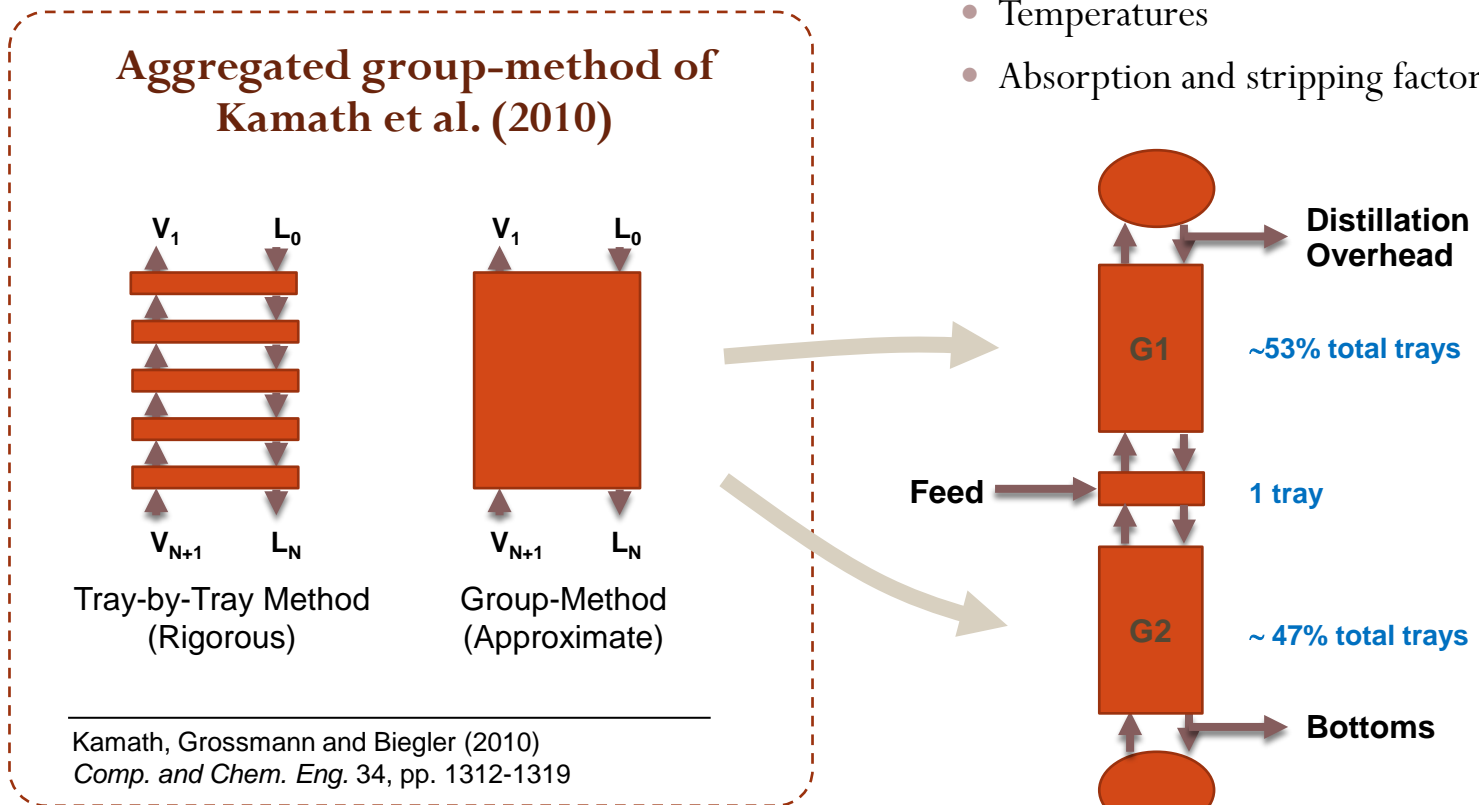 • Temperatures
• Absorption and stripping factor
Aggregated group-method of
Kamath et al. (2010)
V1 L0 V1 L0
VN+1 LN VN+1 LN
Tray-by-Tray Method
(Rigorous)
Group-Method
(Approximate)
Kamath, Grossmann and Biegler (2010)
Comp. and Chem. Eng. 34, pp. 1312-1319
Distillation
Overhead
G1
~53% total trays
Feed
1 tray
G2
~ 47% total trays
Bottoms